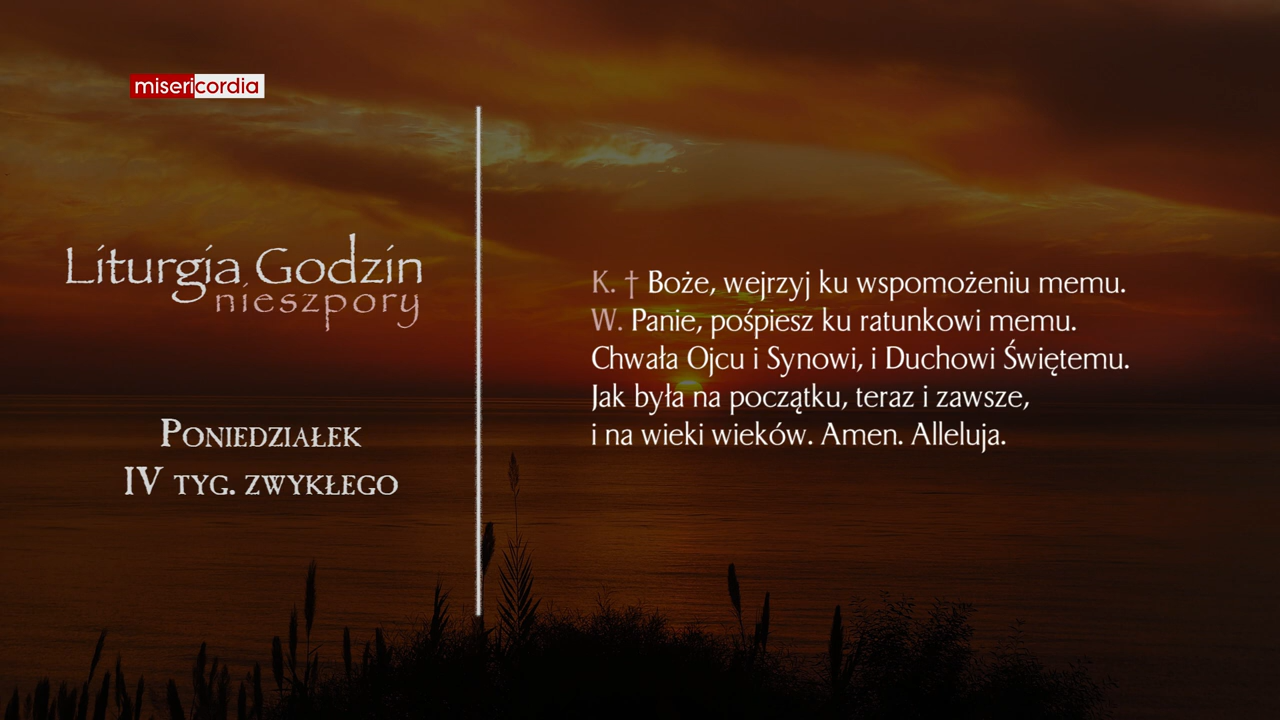 misericordia
Liturgia Godzin
nieszpory
Poniedziałek
IV tyg. zwykłego
K. † Boże, wejrzyj ku wspomożeniu memu.
W. Panie, pośpiesz ku ratunkowi memu.
Chwała Ojcu i Synowi, i Duchowi Świętemu.
Jak była na początku, teraz i zawsze,
i na wieki wieków. Amen. Alleluja.